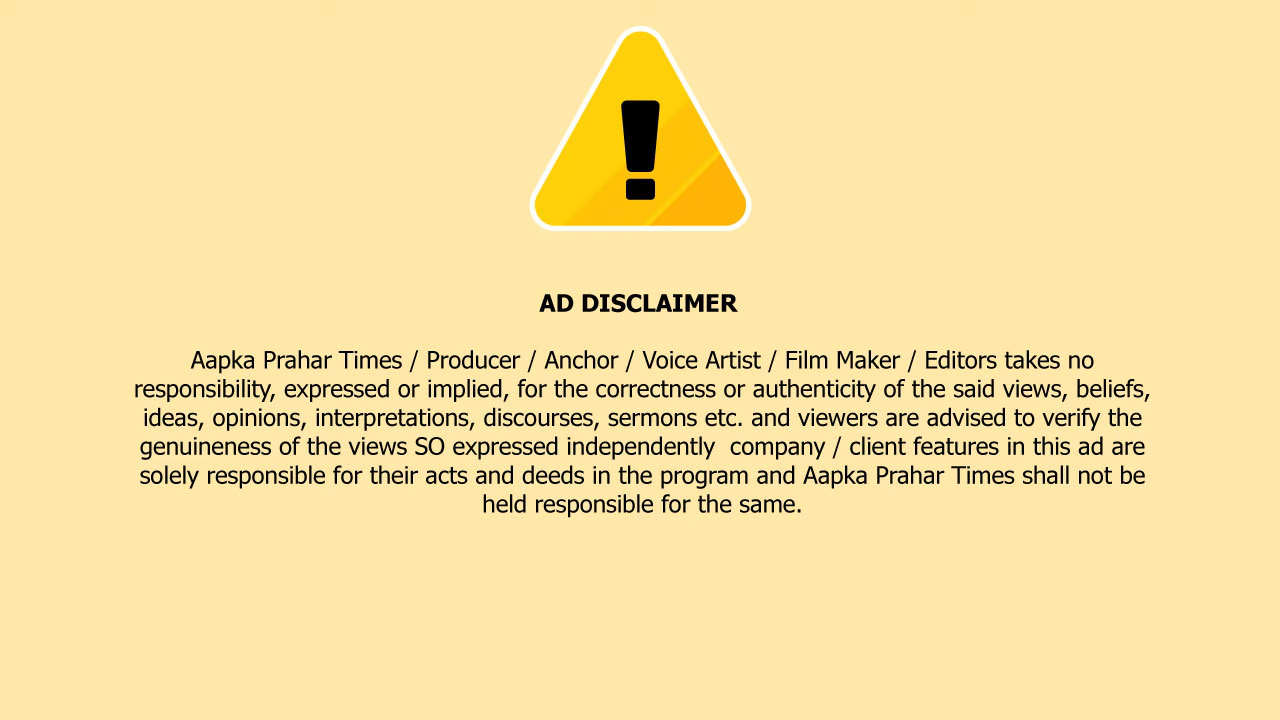 AD DISCLAIMER
Aapka Prahar Times / Producer / Anchor / Voice Artist / Film Maker / Editors takes no
responsibility, expressed or implied, for the correctness or authenticity of the said views, beliefs,
ideas, opinions, interpretations, discourses, sermons etc. and viewers are advised to verify the
genuineness of the views SO expressed independently  company / client features in this ad are
solely responsible for their acts and deeds in the program and Aapka Prahar Times shall not be
held responsible for the same.